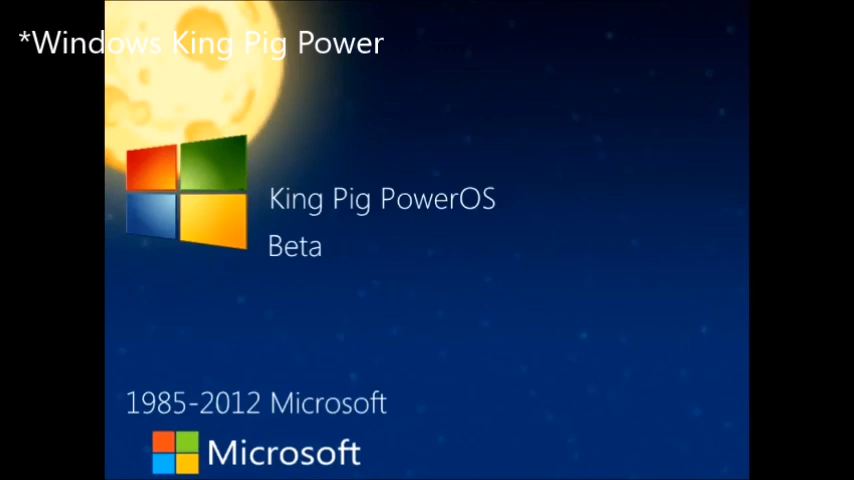 *Windows King Pig Power
King Pig PowerOS
Beta
1985-2012 Microsoft
Microsoft